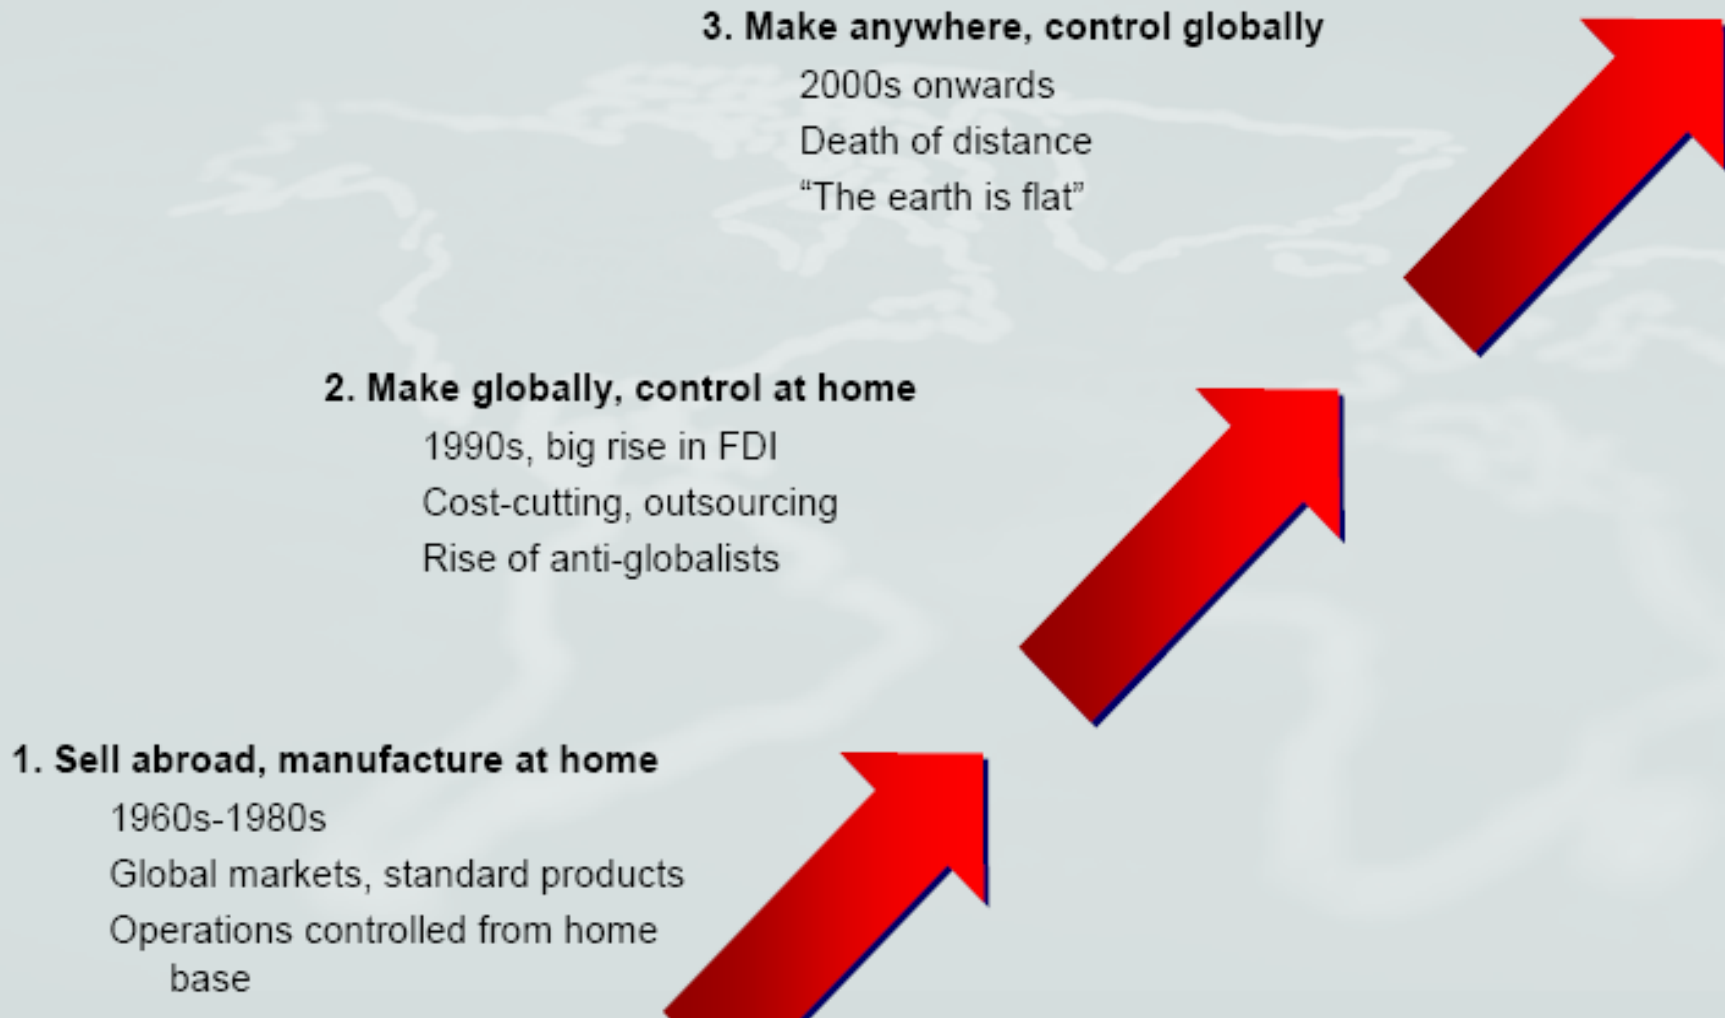 3. Make anywhere, control globally
2000s onwards
Death of distance
“The earth is flat”
2. Make globally, control at home
1990s, big rise in FDI
Cost-cutting, outsourcing
Rise of anti-globalists
1. Sell abroad, manufacture at home
1960s-1980s
Global markets, standard products
Operations controlled from home
base